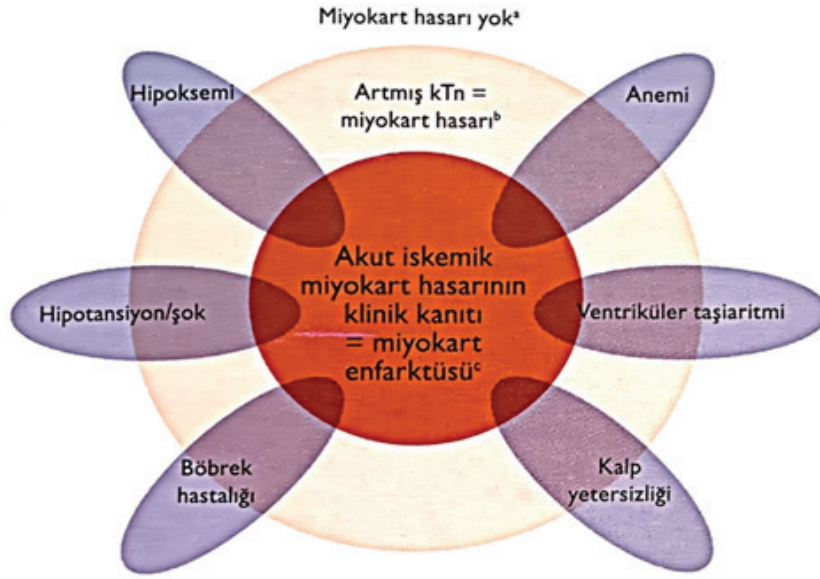 Miyokart hasarı yokᵃ
Hipoksemi
Artmış kTn =
miyokart hasarıᵇ
Anemi
Akut iskemik
miyokart hasarının
klinik kanıtı
= miyokart
enfarktüsüᶜ
Hipotansiyon/şok
Ventriküler taşiaritmi
Böbrek
hastalığı
Kalp
yetersizliği